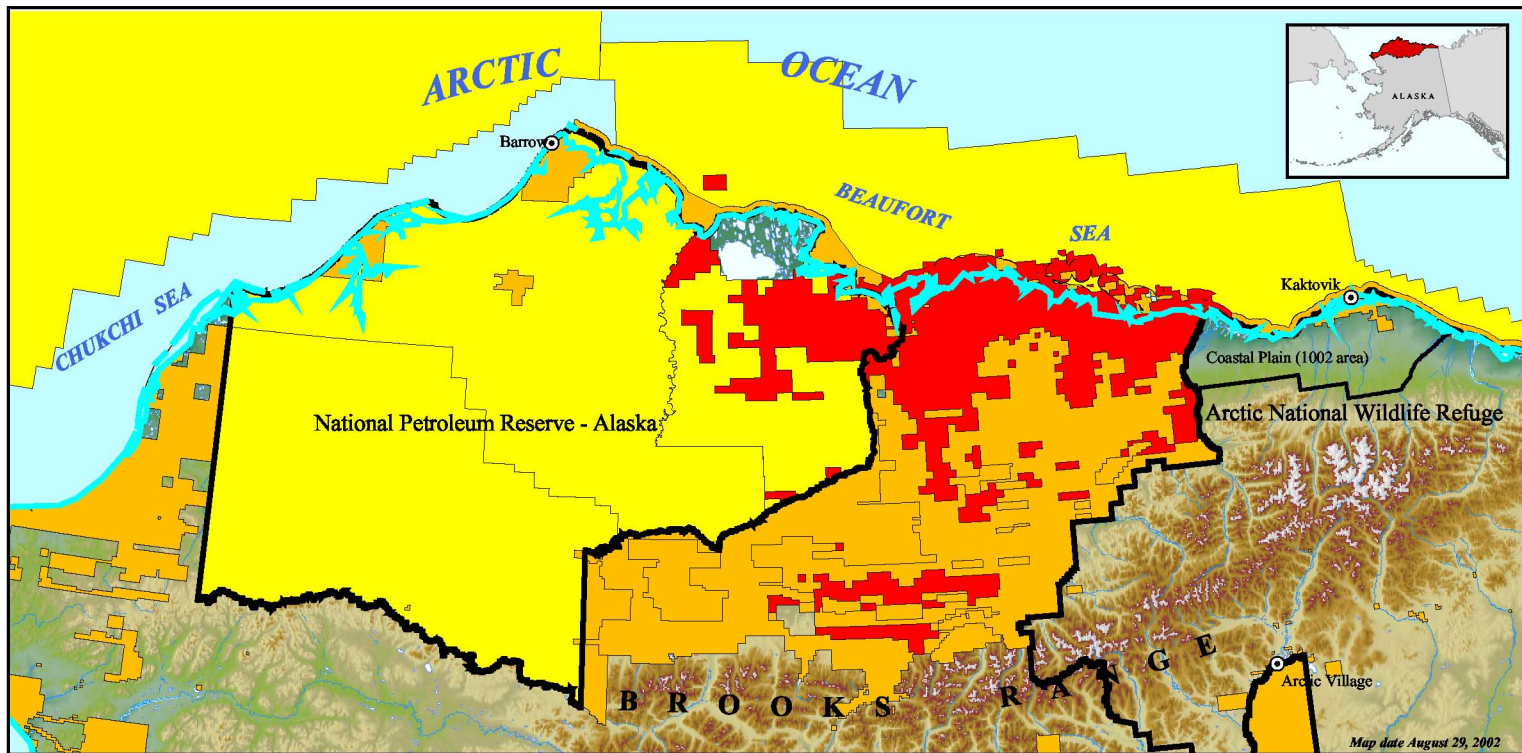 ARCTIC
OCEAN
ALASKA
Barrow
BEAUFORT
SEA
CHUKCHI SEA
Kaktovik
Coastal Plain (1002 area)
National Petroleum Reserve - Alaska
Arctic National Wildlife Refuge
BROOKS RANGE
Arctic Village
Map date August 29, 2002